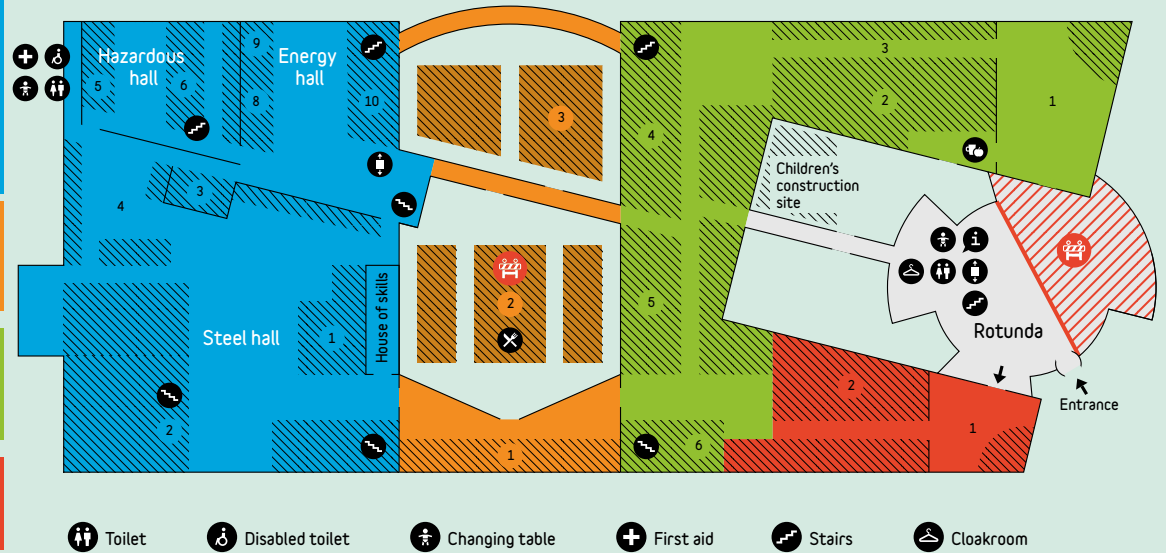 9
3
Hazardous
hall
Energy
hall
5
6
8
10
3
2
1
4
Children's
construction
site
3
4
i
5
2
Steel hall
1
House of skills
Rotunda
2
Entrance
2
1
6
1
Toilet
Disabled toilet
Changing table
First aid
Stairs
Cloakroom